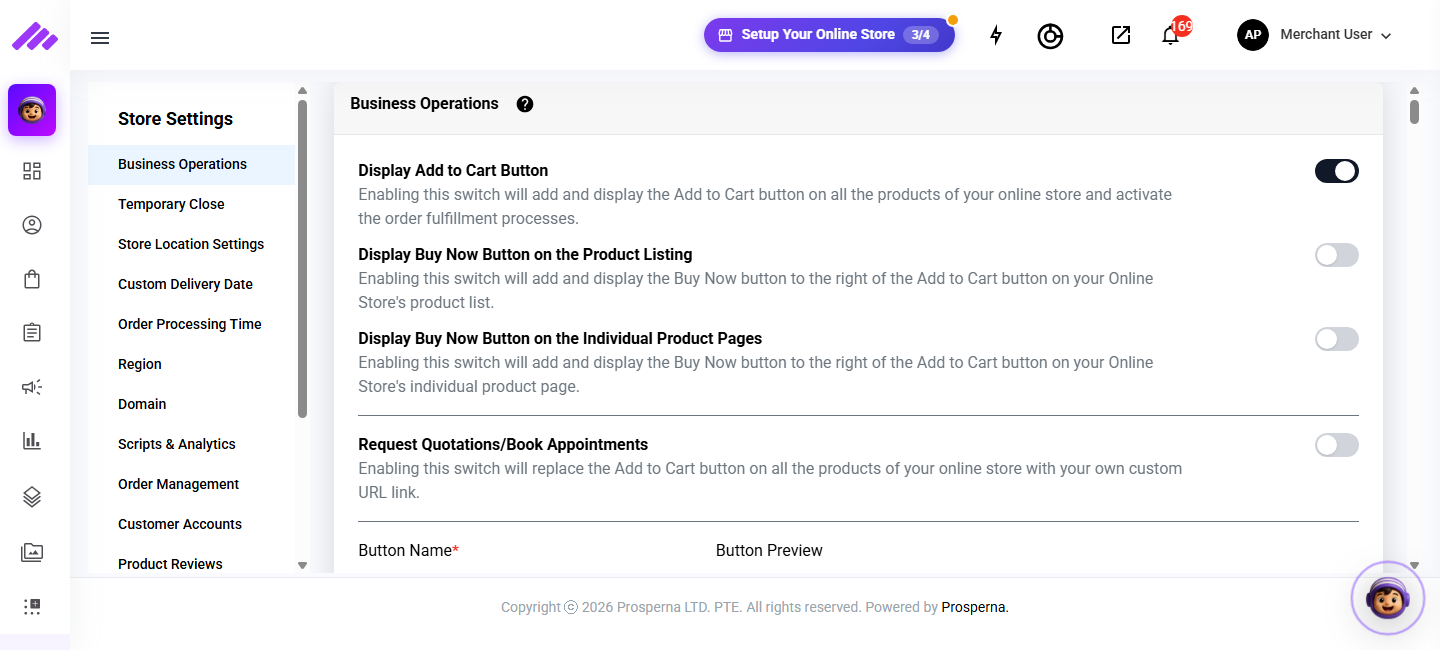 Setup Your Online Store 3/4
169
AP Merchant User
Store Settings
Business Operations
Temporary Close
Store Location Settings
Custom Delivery Date
Order Processing Time
Region
Domain
Scripts & Analytics
Order Management
Customer Accounts
Product Reviews
Business Operations ?
Display Add to Cart Button
Enabling this switch will add and display the Add to Cart button on all the products of your online store and activate
the order fulfillment processes.
Display Buy Now Button on the Product Listing
Enabling this switch will add and display the Buy Now button to the right of the Add to Cart button on your Online
Store's product list.
Display Buy Now Button on the Individual Product Pages
Enabling this switch will add and display the Buy Now button to the right of the Add to Cart button on your Online
Store's individual product page.
Request Quotations/Book Appointments
Enabling this switch will replace the Add to Cart button on all the products of your online store with your own custom
URL link.
Button Name*
Button Preview
Copyright © 2026 Prosperna LTD. PTE. All rights reserved. Powered by Prosperna.